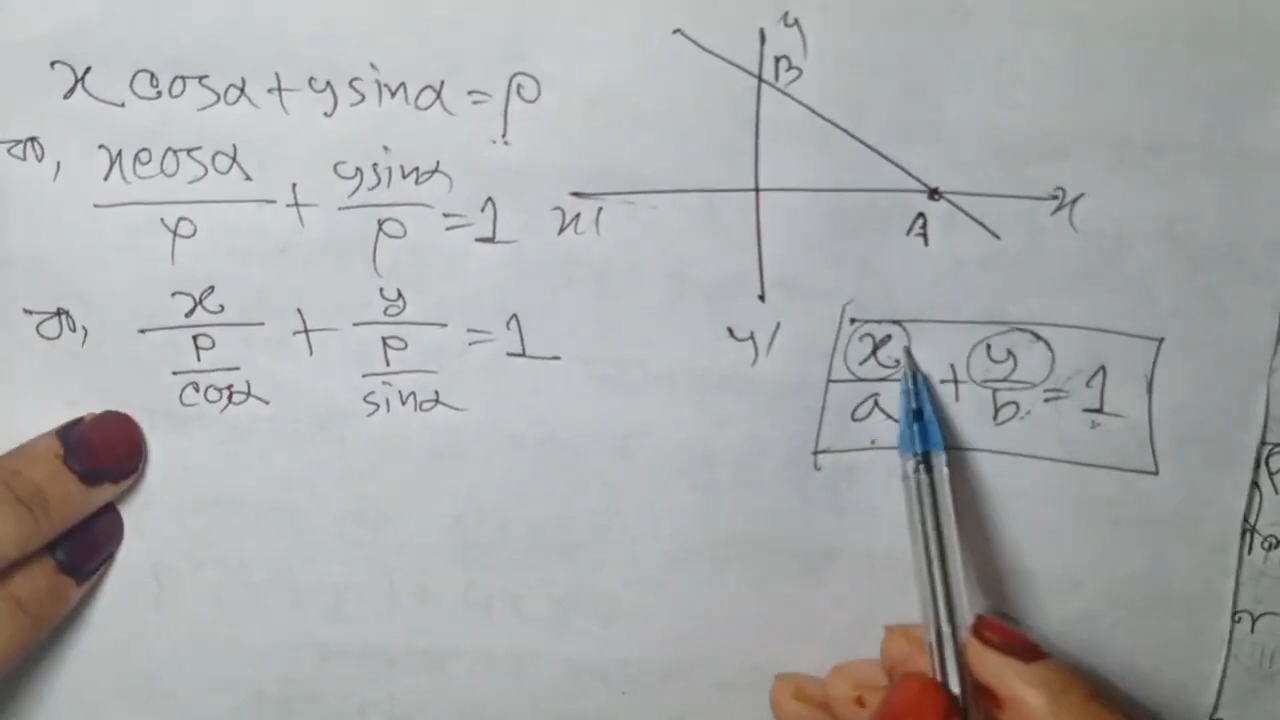 x cosα + y sinα = p
বা, x cosα / p + y sinα / p = 1
বা, x / (p / cosα) + y / (p / sinα) = 1
y
B
x′
A
x
y′
x / a + y / b = 1